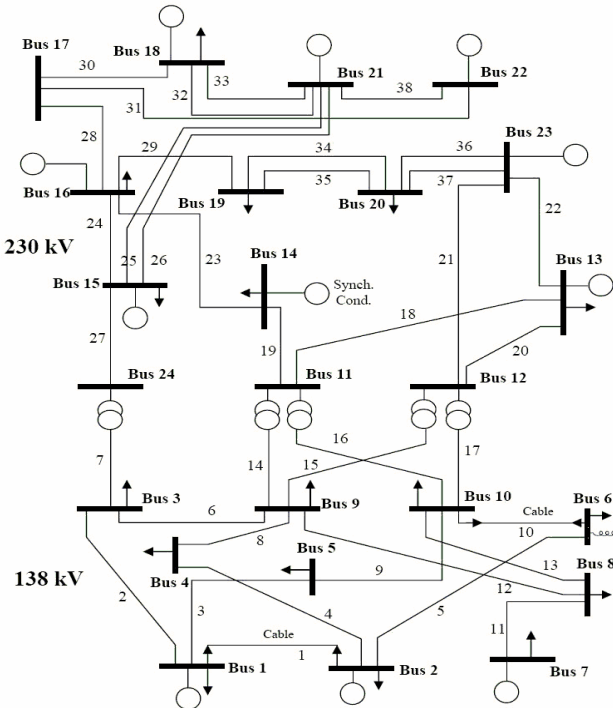 Bus 17
Bus 18
Bus 21
Bus 22
30
33
32
38
31
28
Bus 23
29
34
36
Bus 16
Bus 19
35
Bus 20
37
24
22
230 kV
25
26
23
Bus 14
21
Bus 13
Bus 15
Synch.
Cond.
18
27
19
20
Bus 24
Bus 11
Bus 12
7
14
15
16
17
Bus 3
6
Bus 9
Bus 10
Cable
Bus 6
8
Bus 5
10
Bus 4
9
Bus 8
138 kV
2
3
4
5
12
13
Cable
11
Bus 1
1
Bus 2
Bus 7